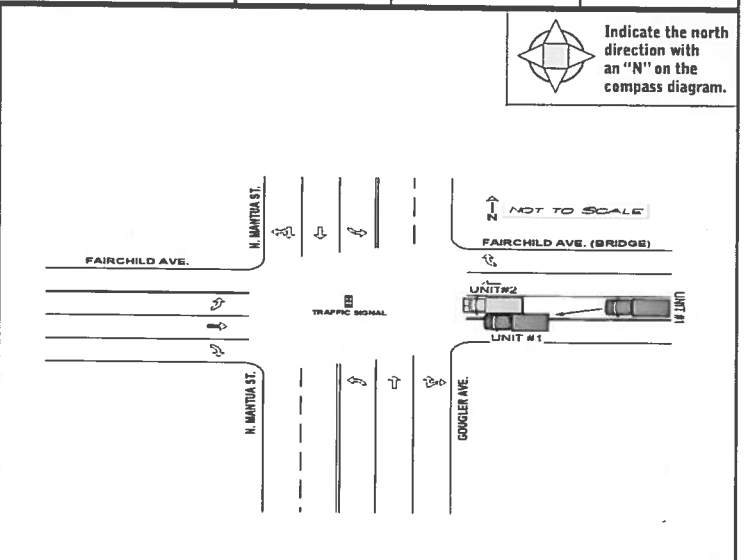 Indicate the north
direction with
an "N" on the
compass diagram.
N
NOT TO SCALE
N. MANTUA ST.
FAIRCHILD AVE. (BRIDGE)
FAIRCHILD AVE.
UNIT#2
TRAFFIC SIGNAL
UNIT #1
UNIT #1
N. MANTUA ST.
GOUGLER AVE.